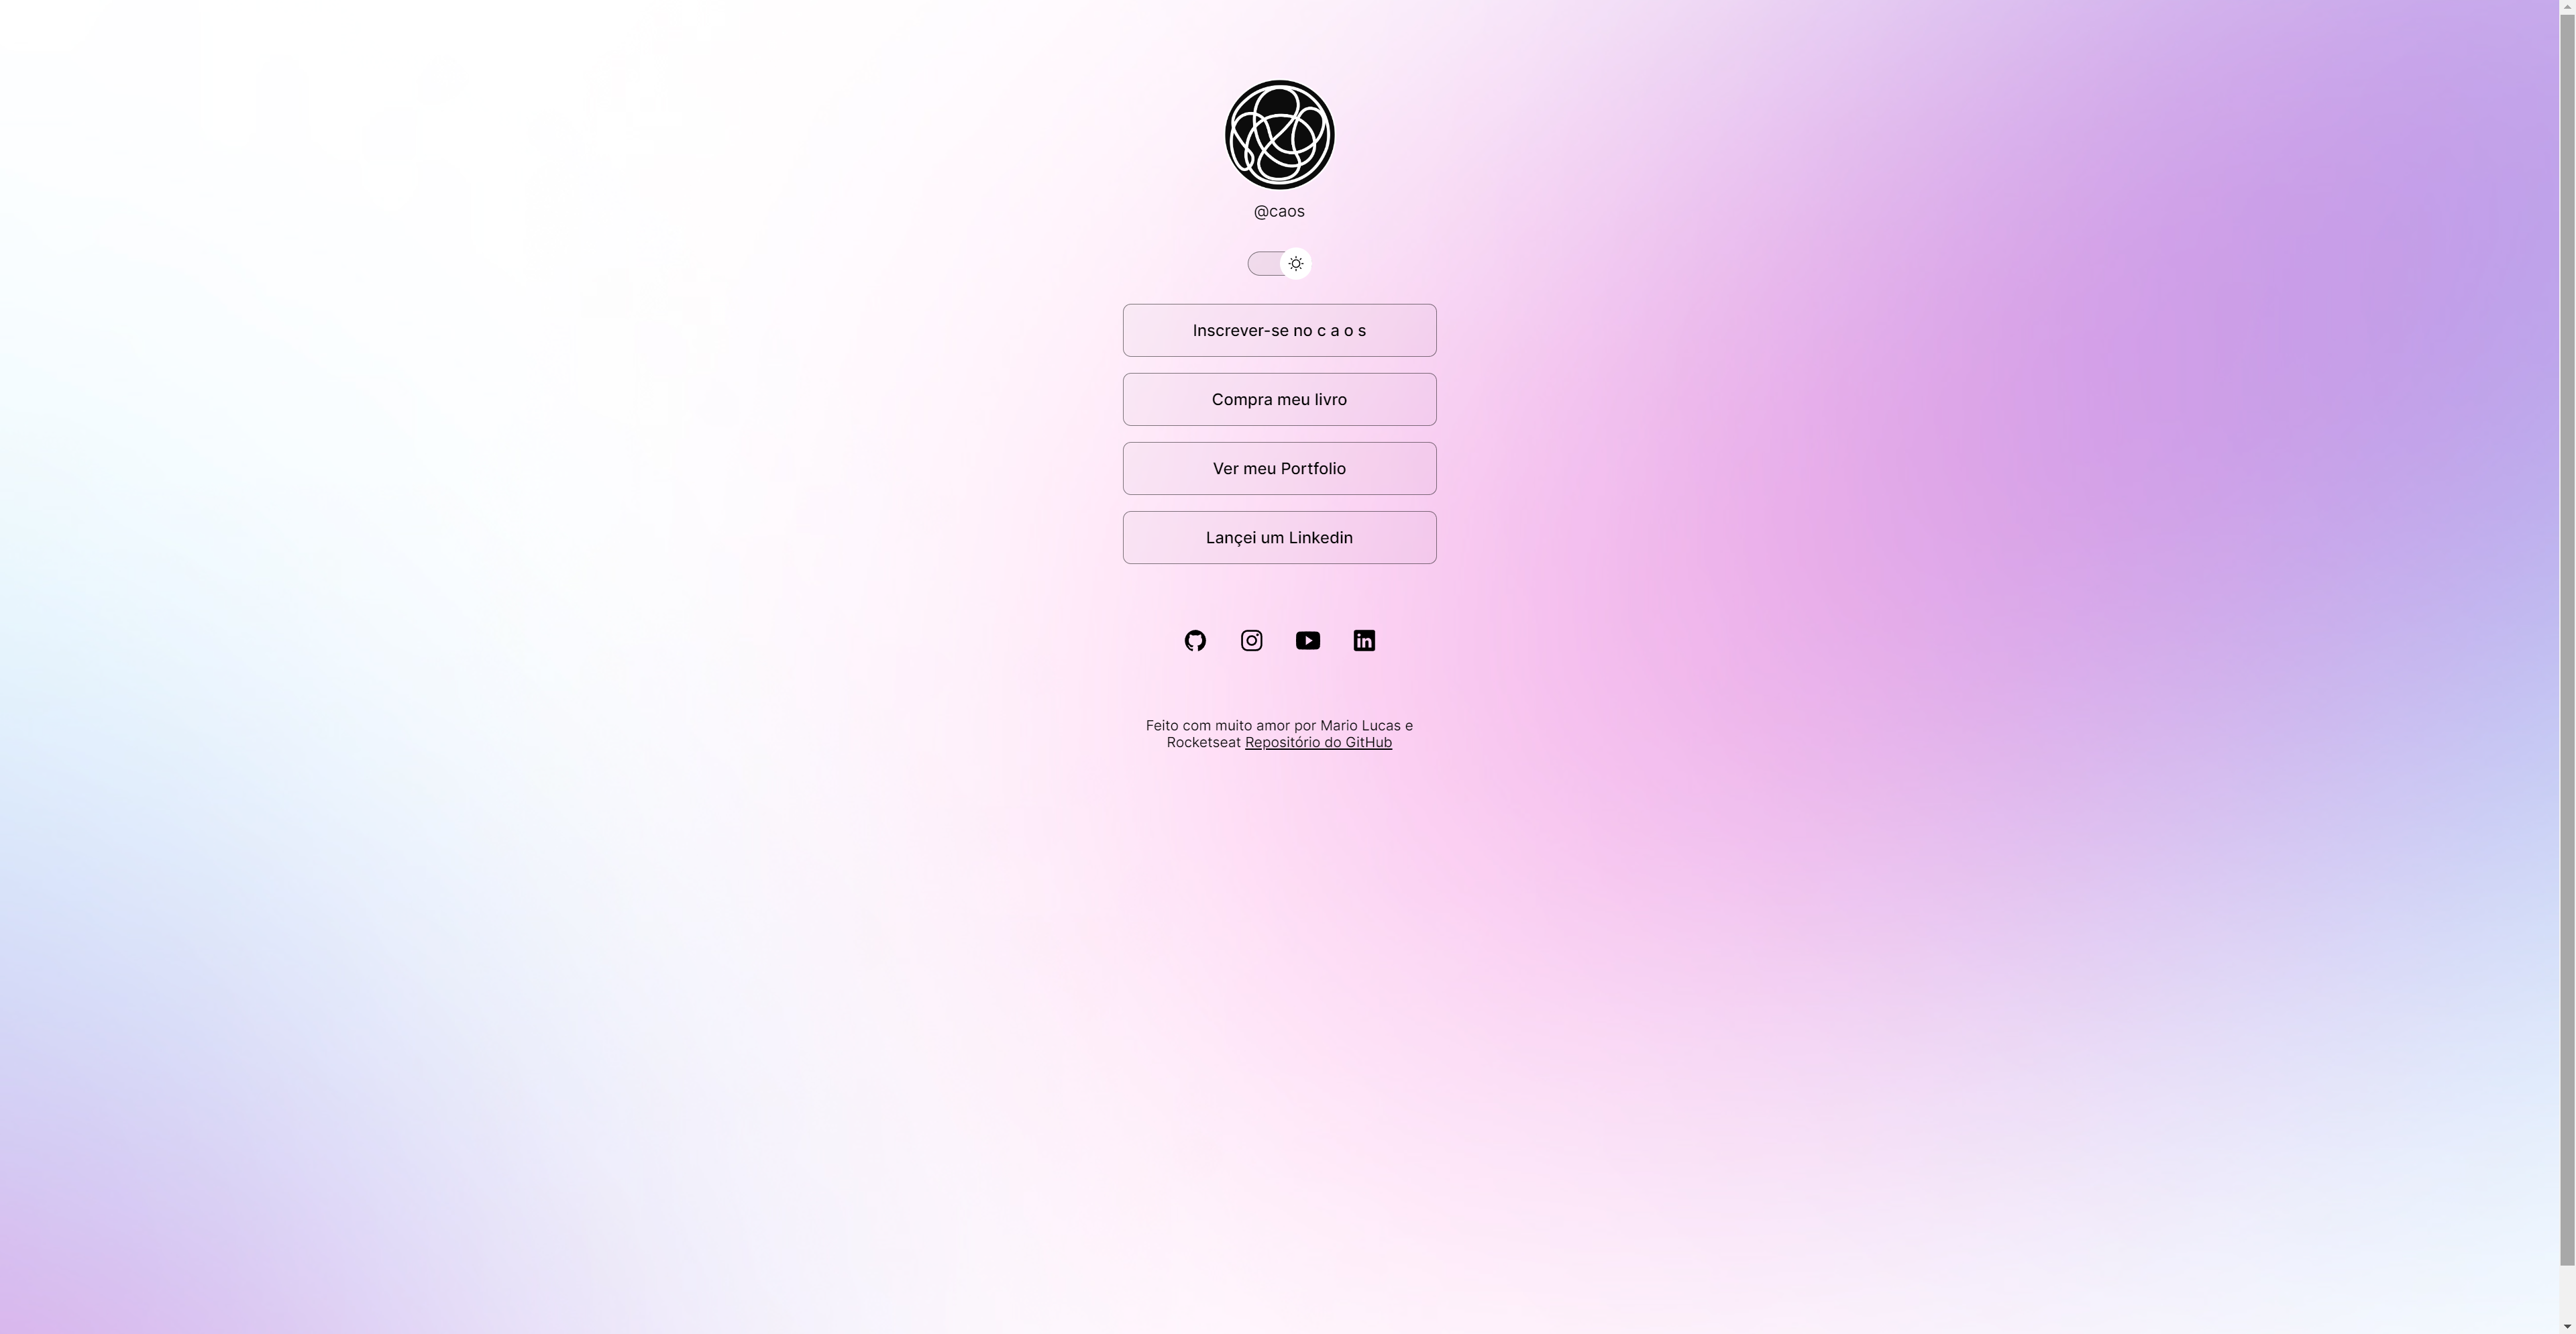 @caos
Inscrever-se no c a o s
Compra meu livro
Ver meu Portfolio
Lançei um Linkedin
Feito com muito amor por Mario Lucas e
Rocketseat Repositório do GitHub